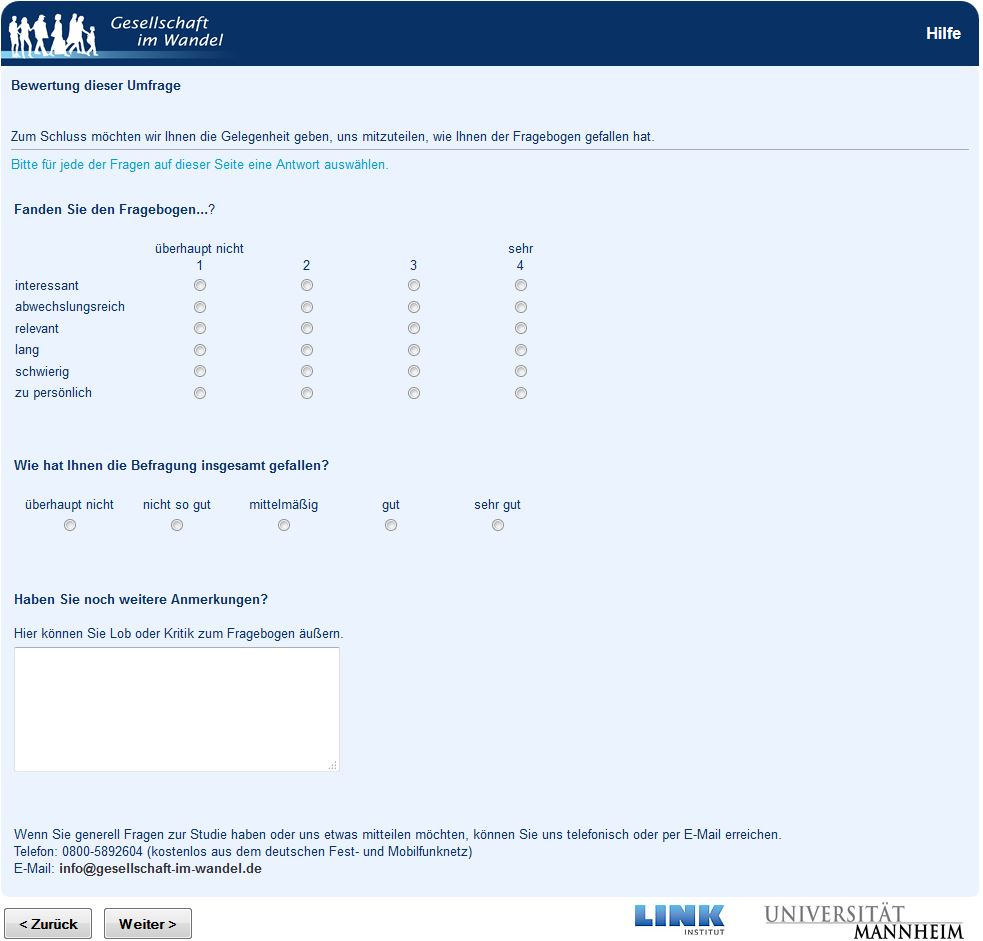 Gesellschaft
im Wandel
Hilfe
Bewertung dieser Umfrage
Zum Schluss möchten wir Ihnen die Gelegenheit geben, uns mitzuteilen, wie Ihnen der Fragebogen gefallen hat.
Bitte für jede der Fragen auf dieser Seite eine Antwort auswählen.
Fanden Sie den Fragebogen...?
überhaupt nicht sehr
1 2 3 4
interessant
abwechslungsreich
relevant
lang
schwierig
zu persönlich
Wie hat Ihnen die Befragung insgesamt gefallen?
überhaupt nicht nicht so gut mittelmäßig gut sehr gut
Haben Sie noch weitere Anmerkungen?
Hier können Sie Lob oder Kritik zum Fragebogen äußern.
Wenn Sie generell Fragen zur Studie haben oder uns etwas mitteilen möchten, können Sie uns telefonisch oder per E-Mail erreichen.
Telefon: 0800-5892604 (kostenlos aus dem deutschen Fest- und Mobilfunknetz)
E-Mail: info@gesellschaft-im-wandel.de
< Zurück Weiter >
LINK
INSTITUT
UNIVERSITÄT
MANNHEIM